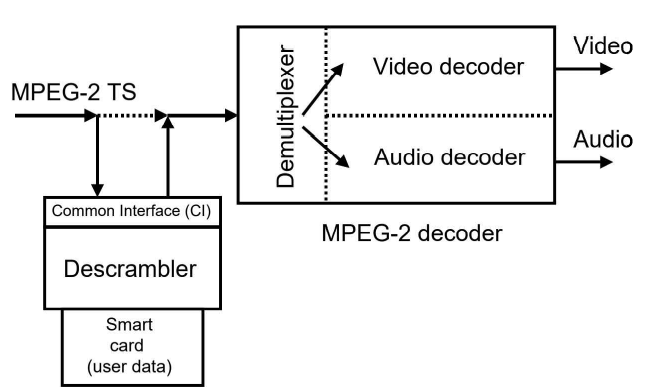 MPEG-2 TS
Demultiplexer
Video decoder
Video
Audio decoder
Audio
MPEG-2 decoder
Common Interface (CI)
Descrambler
Smart
card
(user data)